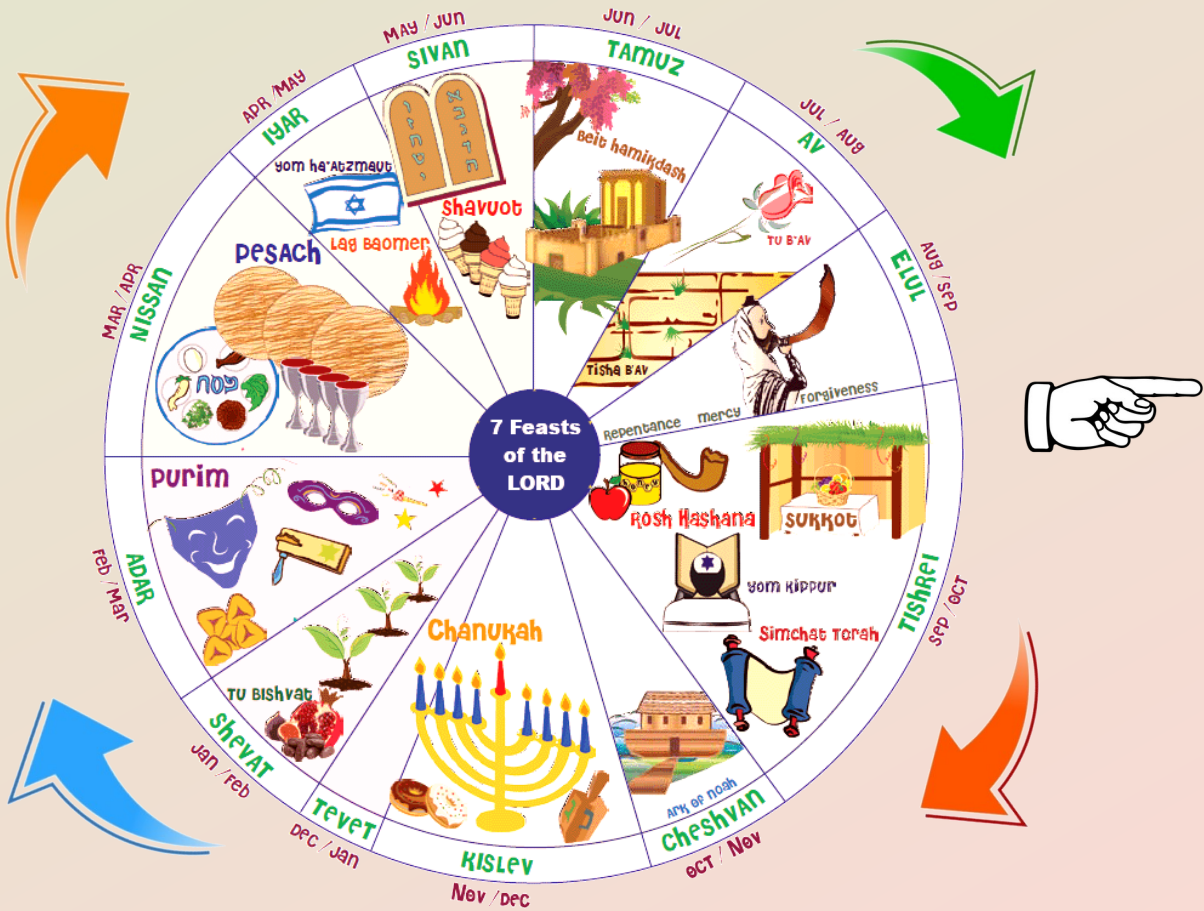 MAY / JUN
SIVAN
JUN / JUL
TAMUZ
JUL / AUG
AV
AUG / SEP
ELUL
SEP / OCT
TISHREI
OCT / NOV
CHESHVAN
NOV / DEC
KISLEV
DEC / JAN
TEVET
JAN / FEB
SHEVAT
FEB / MAR
ADAR
MAR / APR
NISSAN
APR / MAY
IYAR
7 Feasts
of the
LORD
Yom ha'Atzmaut
Lag Baomer
Shavuot
Beit hamikdash
TU B'AV
Tisha B'AV
Repentance Mercy Forgiveness
honey
Rosh Hashana
SUKKOT
Yom Kippur
Simchat Torah
Ark of Noah
Chanukah
TU Bishvat
Purim
Pesach
פסח